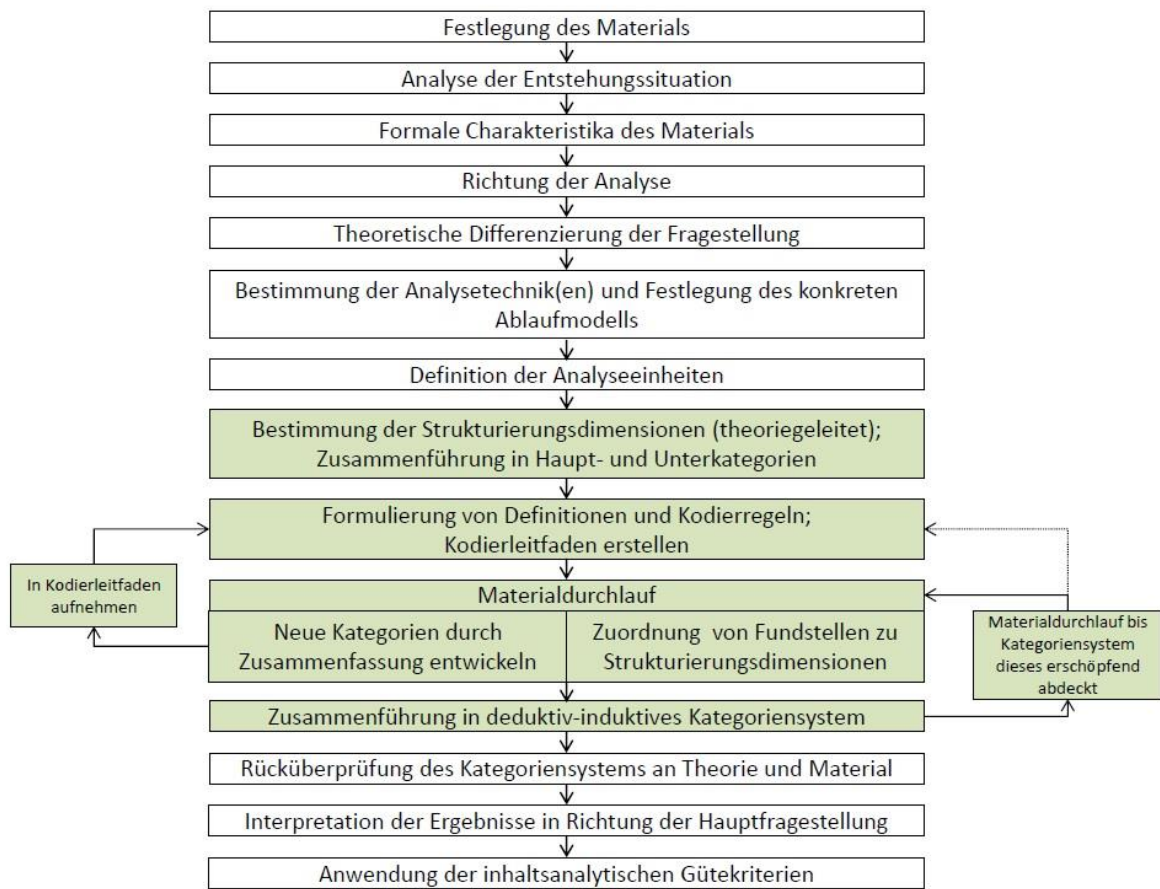 Festlegung des Materials
Analyse der Entstehungssituation
Formale Charakteristika des Materials
Richtung der Analyse
Theoretische Differenzierung der Fragestellung
Bestimmung der Analysetechnik(en) und Festlegung des konkreten
Ablaufmodells
Definition der Analyseeinheiten
Bestimmung der Strukturierungsdimensionen (theoriegeleitet);
Zusammenführung in Haupt- und Unterkategorien
Formulierung von Definitionen und Kodierregeln;
Kodierleitfaden erstellen
In Kodierleitfaden
aufnehmen
Materialdurchlauf
Neue Kategorien durch
Zusammenfassung entwickeln
Zuordnung von Fundstellen zu
Strukturierungsdimensionen
Materialdurchlauf bis
Kategoriensystem
dieses erschöpfend
abdeckt
Zusammenführung in deduktiv-induktives Kategoriensystem
Rücküberprüfung des Kategoriensystems an Theorie und Material
Interpretation der Ergebnisse in Richtung der Hauptfragestellung
Anwendung der inhaltsanalytischen Gütekriterien